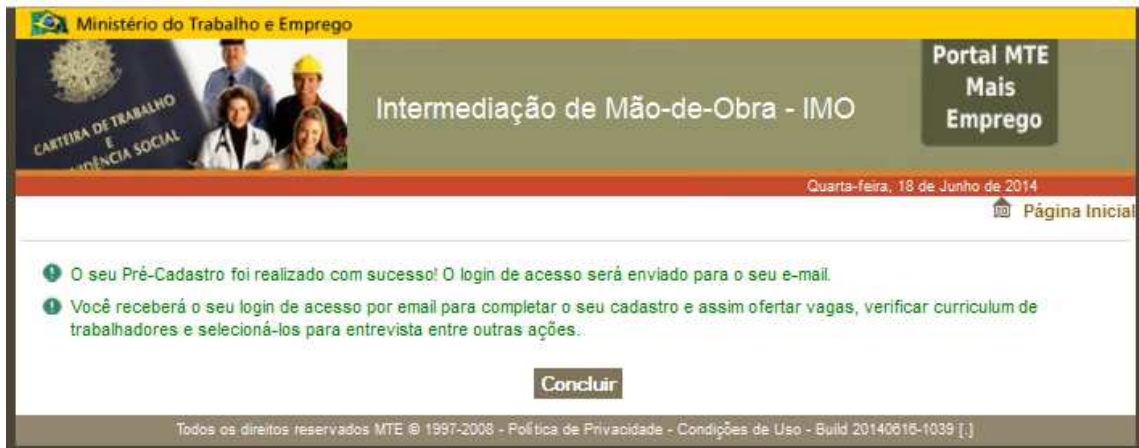 Ministério do Trabalho e Emprego
CARTEIRA DE TRABALHO
E
PREVIDÊNCIA SOCIAL
Intermediação de Mão-de-Obra - IMO
Portal MTE
Mais
Emprego
Quarta-feira, 18 de Junho de 2014
Página Inicial
O seu Pré-Cadastro foi realizado com sucesso! O login de acesso será enviado para o seu e-mail.
Você receberá o seu login de acesso por email para completar o seu cadastro e assim ofertar vagas, verificar curriculum de
trabalhadores e selecioná-los para entrevista entre outras ações.
Concluir
Todos os direitos reservados MTE © 1997-2008 - Política de Privacidade - Condições de Uso - Build 20140616-1039 [.]